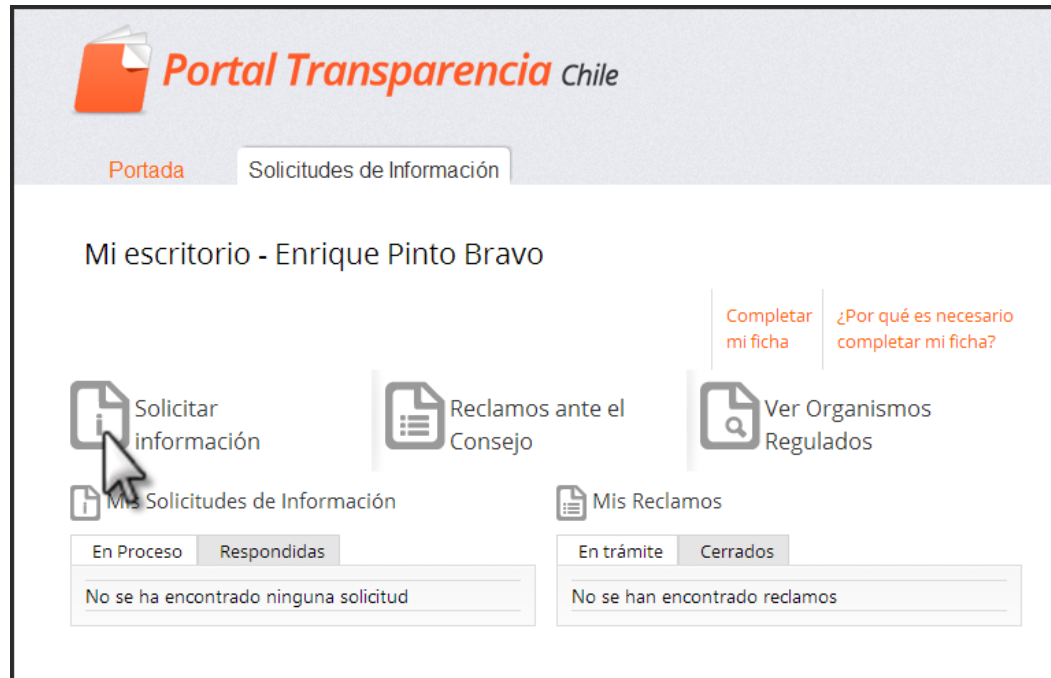 Portal Transparencia Chile
Portada
Solicitudes de Información
Mi escritorio - Enrique Pinto Bravo
Completar
mi ficha
¿Por qué es necesario
completar mi ficha?
Solicitar
información
Reclamos ante el
Consejo
Ver Organismos
Regulados
Mis Solicitudes de Información
Mis Reclamos
En Proceso
Respondidas
En trámite
Cerrados
No se ha encontrado ninguna solicitud
No se han encontrado reclamos